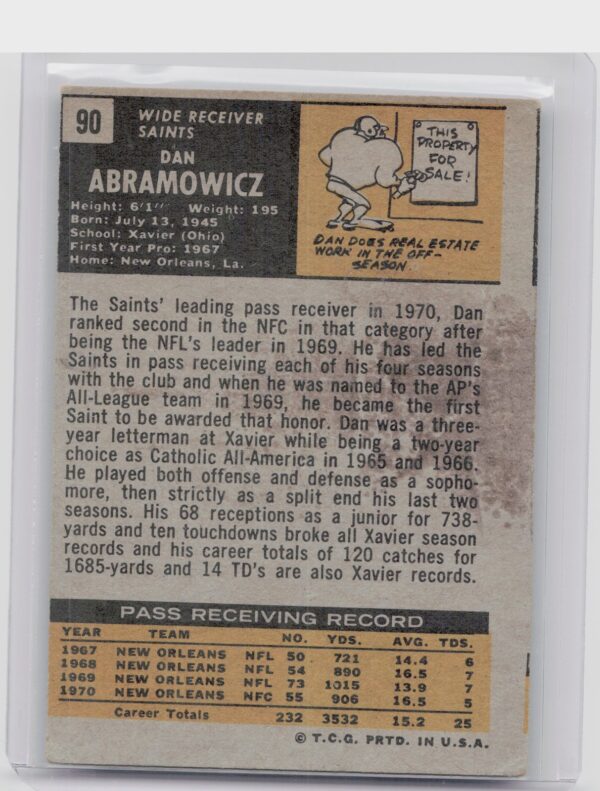 90
WIDE RECEIVER
SAINTS
DAN
ABRAMOWICZ
Height: 6'1" Weight: 195
Born: July 13, 1945
School: Xavier (Ohio)
First Year Pro: 1967
Home: New Orleans, La.
THIS
PROPERTY
FOR
SALE!
DAN DOES REAL ESTATE
WORK IN THE OFF-
SEASON
The Saints' leading pass receiver in 1970, Dan
ranked second in the NFC in that category after
being the NFL's leader in 1969. He has led the
Saints in pass receiving each of his four seasons
with the club and when he was named to the AP's
All-League team in 1969, he became the first
Saint to be awarded that honor. Dan was a three-
year letterman at Xavier while being a two-year
choice as Catholic All-America in 1965 and 1966.
He played both offense and defense as a sopho-
more, then strictly as a split end his last two
seasons. His 68 receptions as a junior for 738-
yards and ten touchdowns broke all Xavier season
records and his career totals of 120 catches for
1685-yards and 14 TD's are also Xavier records.
PASS RECEIVING RECORD
YEAR TEAM NO. YDS. AVG. TDS.
1967 NEW ORLEANS NFL 50 721 14.4 6
1968 NEW ORLEANS NFL 54 890 16.5 7
1969 NEW ORLEANS NFL 73 1015 13.9 7
1970 NEW ORLEANS NFC 55 906 16.5 5
Career Totals 232 3532 15.2 25
© T.C.G. PRTD. IN U.S.A.